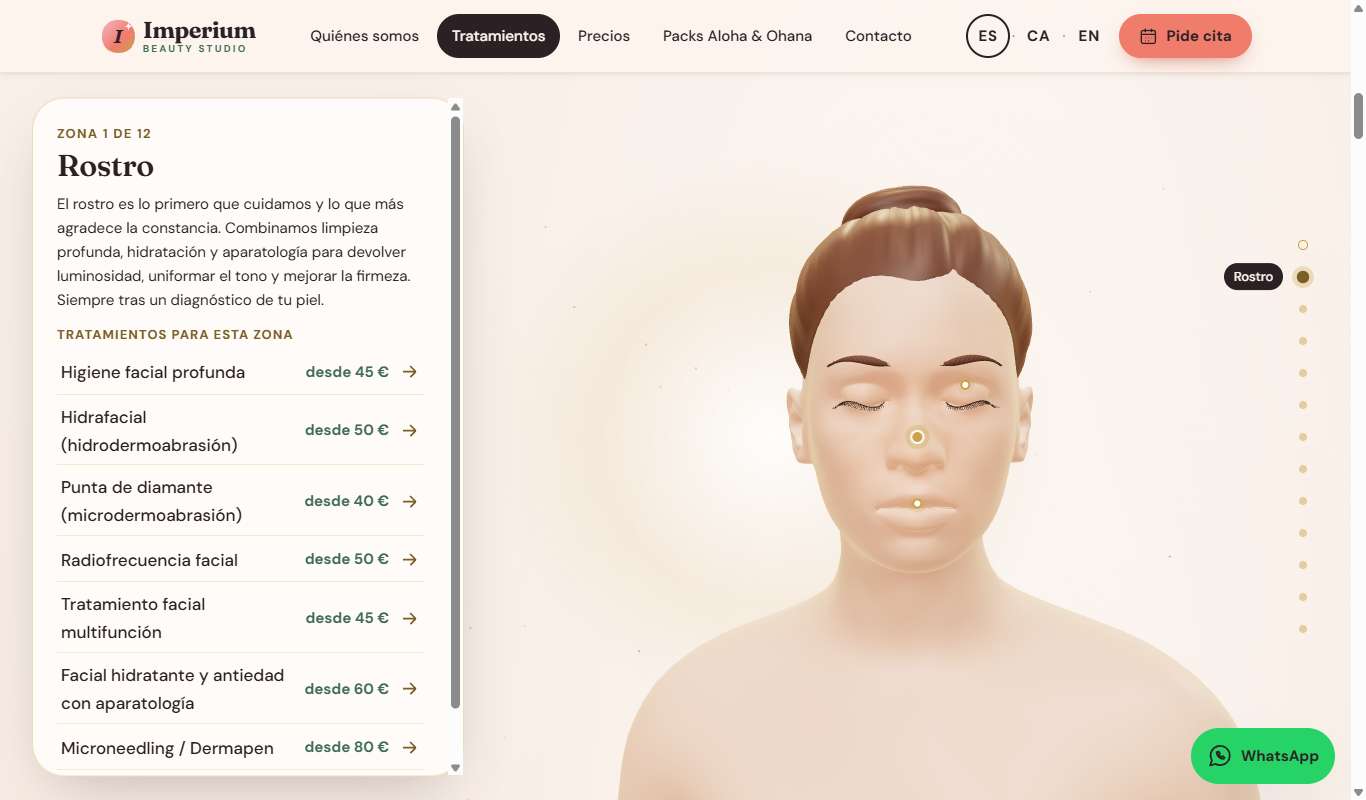 I Imperium
BEAUTY STUDIO
Quiénes somos
Tratamientos
Precios
Packs Aloha & Ohana
Contacto
ES · CA · EN
Pide cita
ZONA 1 DE 12
Rostro
El rostro es lo primero que cuidamos y lo que más
agradece la constancia. Combinamos limpieza
profunda, hidratación y aparatología para devolver
luminosidad, uniformar el tono y mejorar la firmeza.
Siempre tras un diagnóstico de tu piel.
TRATAMIENTOS PARA ESTA ZONA
Higiene facial profunda desde 45 € →
Hidrafacial
(hidrodermoabrasión) desde 50 € →
Punta de diamante
(microdermoabrasión) desde 40 € →
Radiofrecuencia facial desde 50 € →
Tratamiento facial
multifunción desde 45 € →
Facial hidratante y antiedad
con aparatología desde 60 € →
Microneedling / Dermapen desde 80 € →
Rostro
WhatsApp